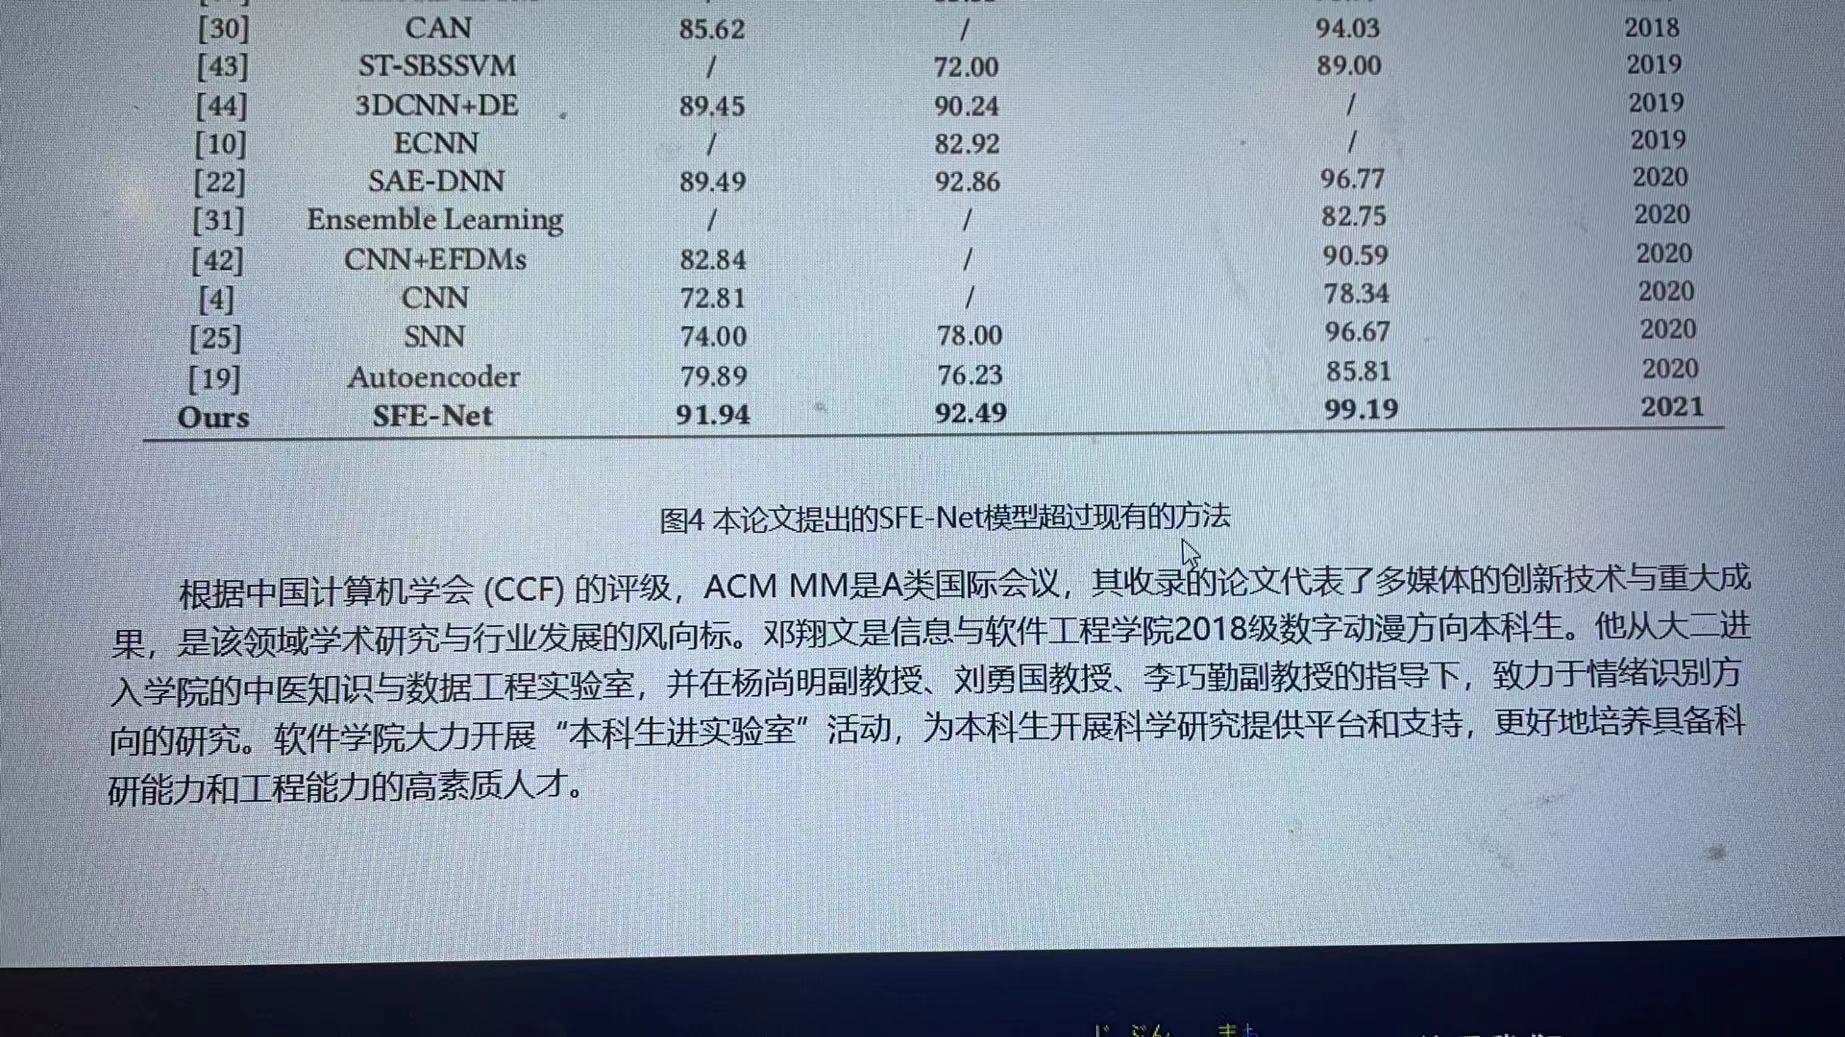 [30] CAN 85.62 / 94.03 2018
[43] ST-SBSSVM / 72.00 89.00 2019
[44] 3DCNN+DE 89.45 90.24 / 2019
[10] ECNN / 82.92 / 2019
[22] SAE-DNN 89.49 92.86 96.77 2020
[31] Ensemble Learning / / 82.75 2020
[42] CNN+EFDMs 82.84 / 90.59 2020
[4] CNN 72.81 / 78.34 2020
[25] SNN 74.00 78.00 96.67 2020
[19] Autoencoder 79.89 76.23 85.81 2020
Ours SFE-Net 91.94 92.49 99.19 2021
图4 本论文提出的SFE-Net模型超过现有的方法
根据中国计算机学会 (CCF) 的评级，ACM MM是A类国际会议，其收录的论文代表了多媒体的创新技术与重大成
果，是该领域学术研究与行业发展的风向标。邓翔文是信息与软件工程学院2018级数字动漫方向本科生。他从大二进
入学院的中医知识与数据工程实验室，并在杨尚明副教授、刘勇国教授、李巧勤副教授的指导下，致力于情绪识别方
向的研究。软件学院大力开展“本科生进实验室”活动，为本科生开展科学研究提供平台和支持，更好地培养具备科
研能力和工程能力的高素质人才。